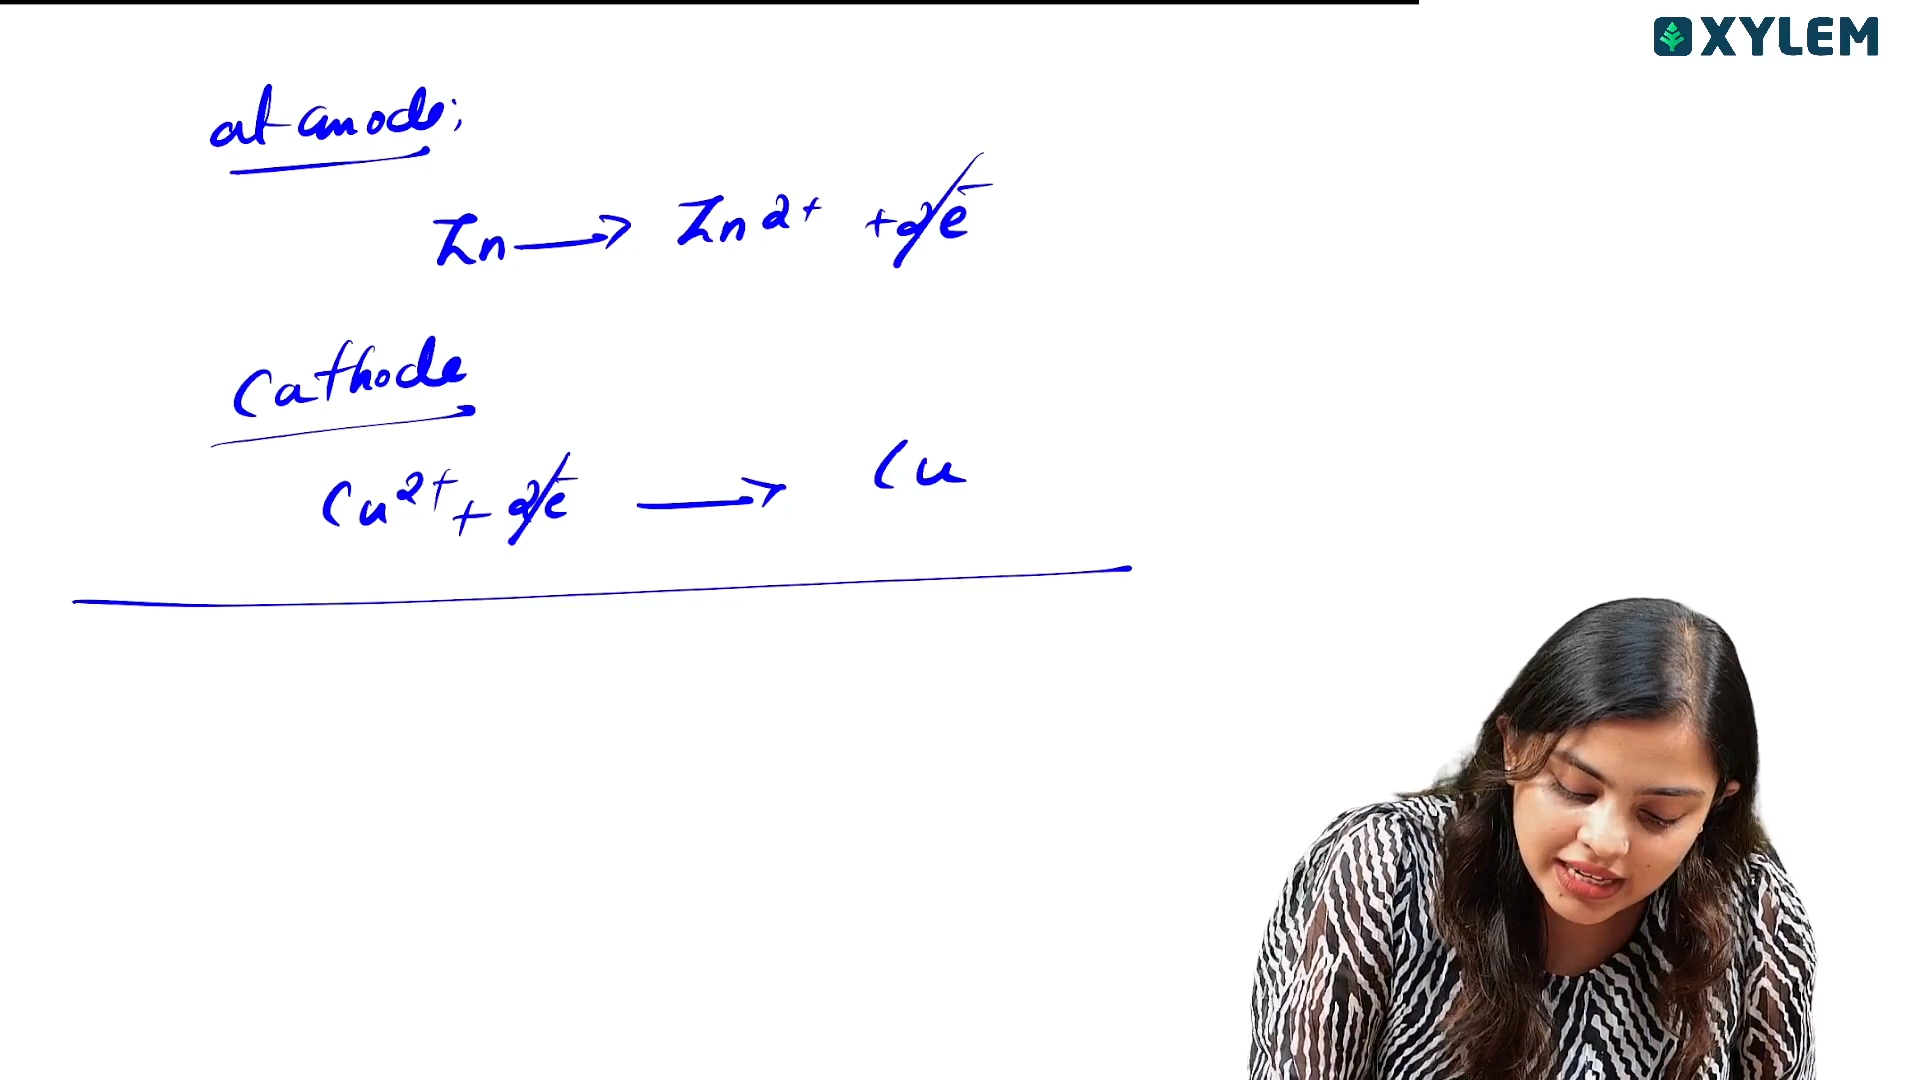 XYLEM
at anode;
Zn → Zn2+ + 2e-
Cathode
Cu2+ + 2e- → Cu